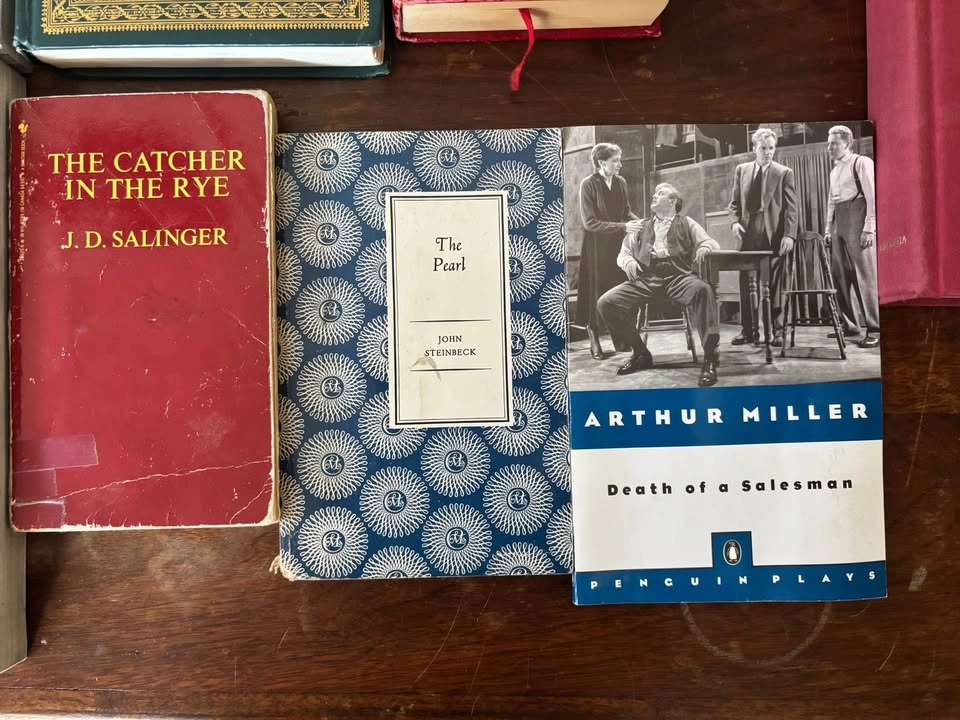 THE CATCHER
IN THE RYE
J. D. SALINGER
The
Pearl
JOHN
STEINBECK
ARTHUR MILLER
Death of a Salesman
PENGUIN PLAYS